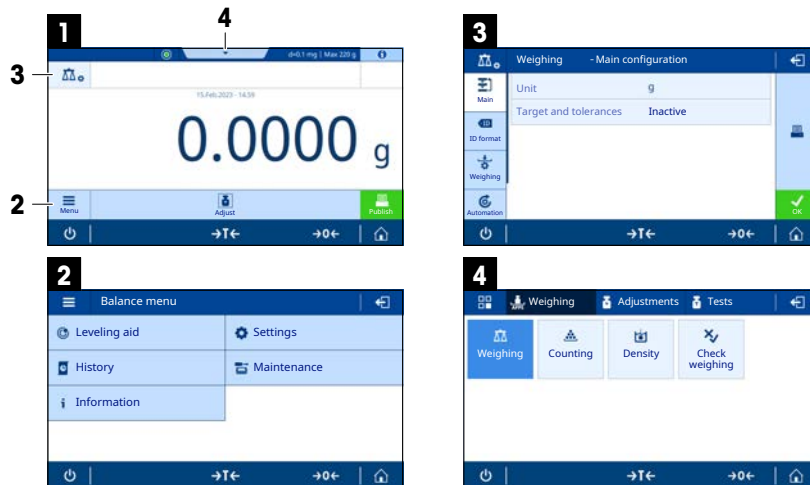 4
1
d=0.1 mg | Max 220 g
3
15.Feb.2023 - 14.59
0.0000 g
2
Menu
Adjust
Publish
→T←
→0←
3
Weighing - Main configuration
Main
Unit g
Target and tolerances Inactive
ID
ID format
Weighing
Automation
OK
→T←
→0←
2
Balance menu
Leveling aid
Settings
History
Maintenance
Information
→T←
→0←
4
Weighing
Adjustments
Tests
Weighing
Counting
Density
Check
weighing
→T←
→0←